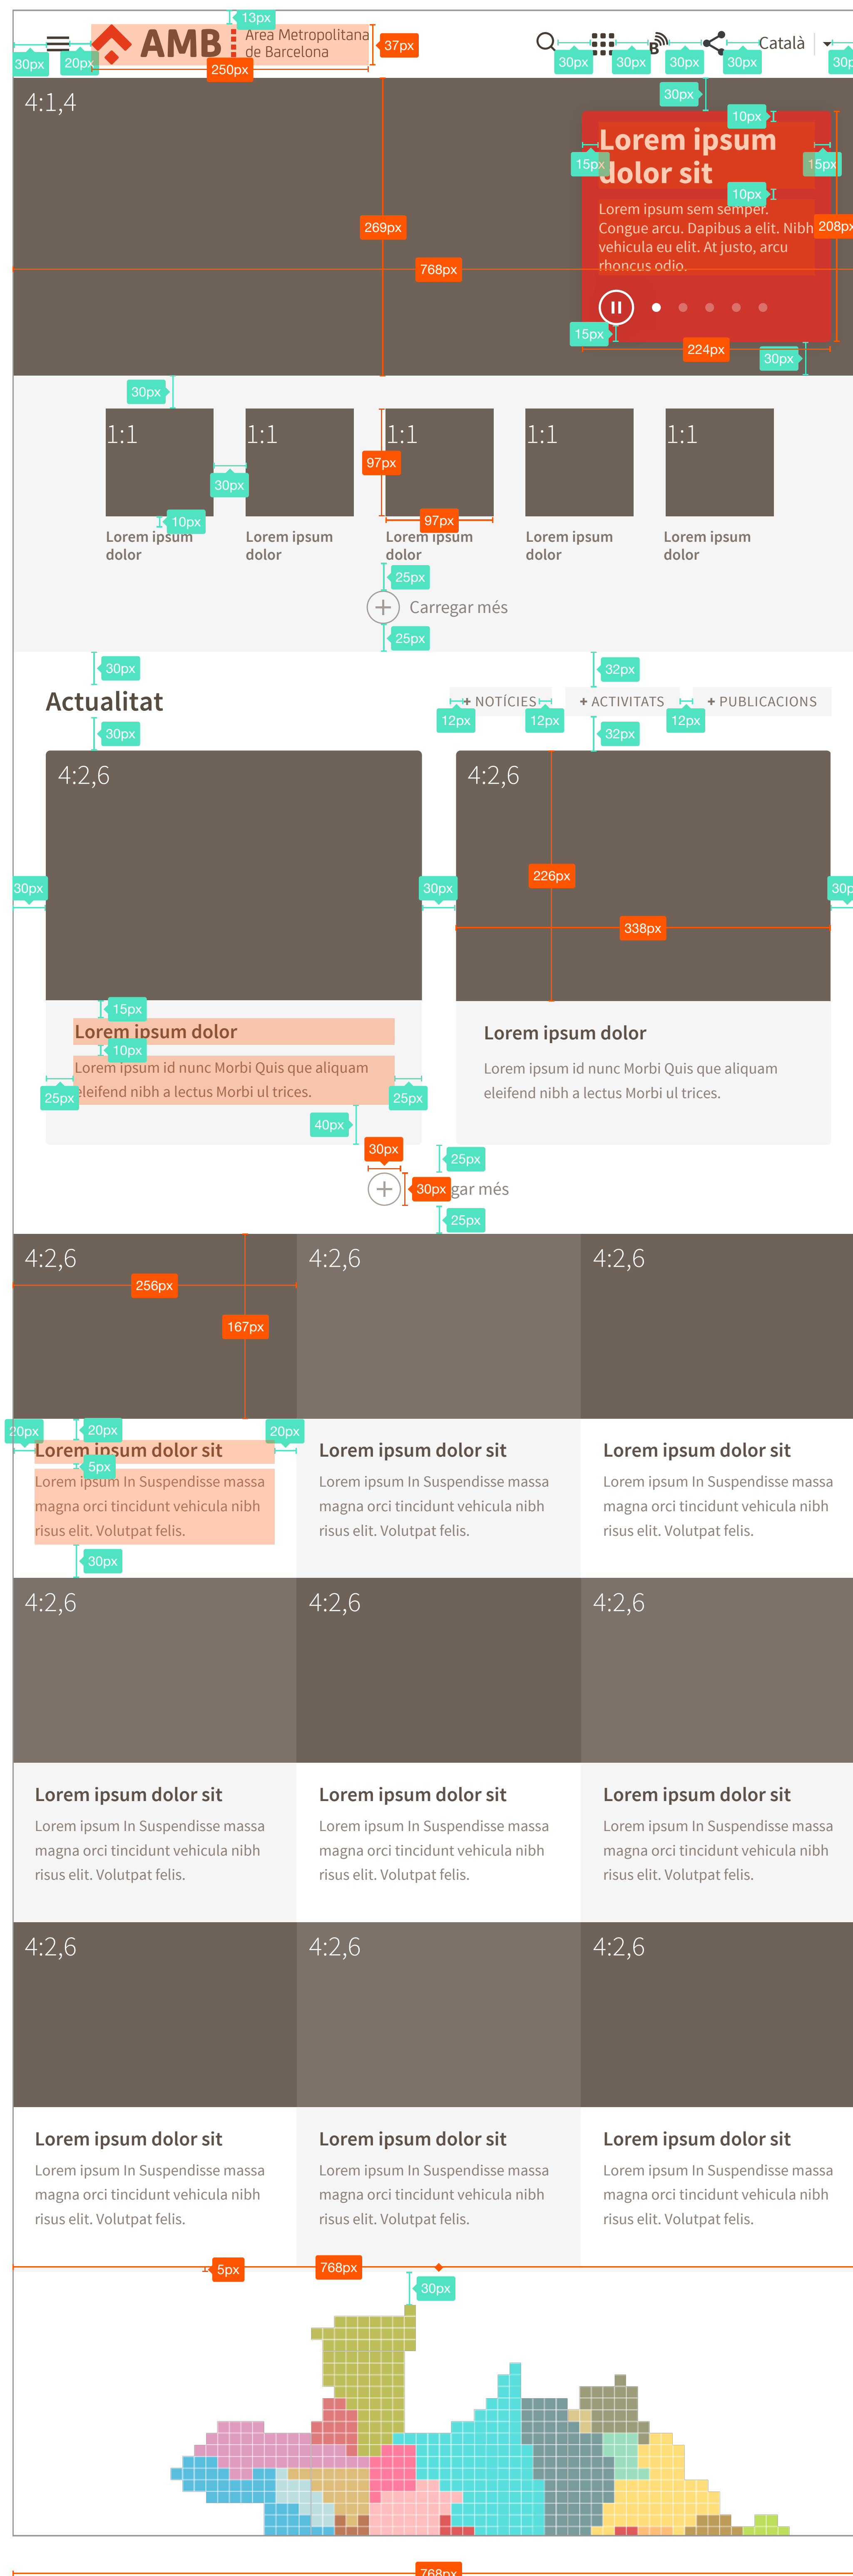 13px
AMB
Àrea Metropolitana
de Barcelona
37px
30px
20px
250px
30px
30px
30px
30px
Català
30p
4:1,4
30px
10px
Lorem ipsum
dolor sit
15px
15px
10px
Lorem ipsum sem semper.
Congue arcu. Dapibus a elit. Nibh
vehicula eu elit. At justo, arcu
rhoncus odio.
208px
269px
768px
15px
224px
30px
30px
1:1
1:1
1:1
1:1
1:1
97px
30px
10px
97px
Lorem ipsum
dolor
Lorem ipsum
dolor
Lorem ipsum
dolor
Lorem ipsum
dolor
Lorem ipsum
dolor
25px
Carregar més
25px
30px
32px
Actualitat
+ NOTÍCIES
+ ACTIVITATS
+ PUBLICACIONS
12px
12px
12px
30px
32px
4:2,6
4:2,6
226px
30px
30px
30p
338px
15px
Lorem ipsum dolor
Lorem ipsum dolor
10px
Lorem ipsum id nunc Morbi Quis que aliquam
eleifend nibh a lectus Morbi ul trices.
Lorem ipsum id nunc Morbi Quis que aliquam
eleifend nibh a lectus Morbi ul trices.
25px
25px
40px
30px
25px
30px
gar més
25px
4:2,6
4:2,6
4:2,6
256px
167px
20px
20px
20px
Lorem ipsum dolor sit
5px
Lorem ipsum In Suspendisse massa
magna orci tincidunt vehicula nibh
risus elit. Volutpat felis.
Lorem ipsum dolor sit
Lorem ipsum In Suspendisse massa
magna orci tincidunt vehicula nibh
risus elit. Volutpat felis.
Lorem ipsum dolor sit
Lorem ipsum In Suspendisse massa
magna orci tincidunt vehicula nibh
risus elit. Volutpat felis.
30px
4:2,6
4:2,6
4:2,6
Lorem ipsum dolor sit
Lorem ipsum In Suspendisse massa
magna orci tincidunt vehicula nibh
risus elit. Volutpat felis.
Lorem ipsum dolor sit
Lorem ipsum In Suspendisse massa
magna orci tincidunt vehicula nibh
risus elit. Volutpat felis.
Lorem ipsum dolor sit
Lorem ipsum In Suspendisse massa
magna orci tincidunt vehicula nibh
risus elit. Volutpat felis.
4:2,6
4:2,6
4:2,6
Lorem ipsum dolor sit
Lorem ipsum In Suspendisse massa
magna orci tincidunt vehicula nibh
risus elit. Volutpat felis.
Lorem ipsum dolor sit
Lorem ipsum In Suspendisse massa
magna orci tincidunt vehicula nibh
risus elit. Volutpat felis.
Lorem ipsum dolor sit
Lorem ipsum In Suspendisse massa
magna orci tincidunt vehicula nibh
risus elit. Volutpat felis.
5px
768px
30px
768px